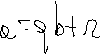 a = qb + r